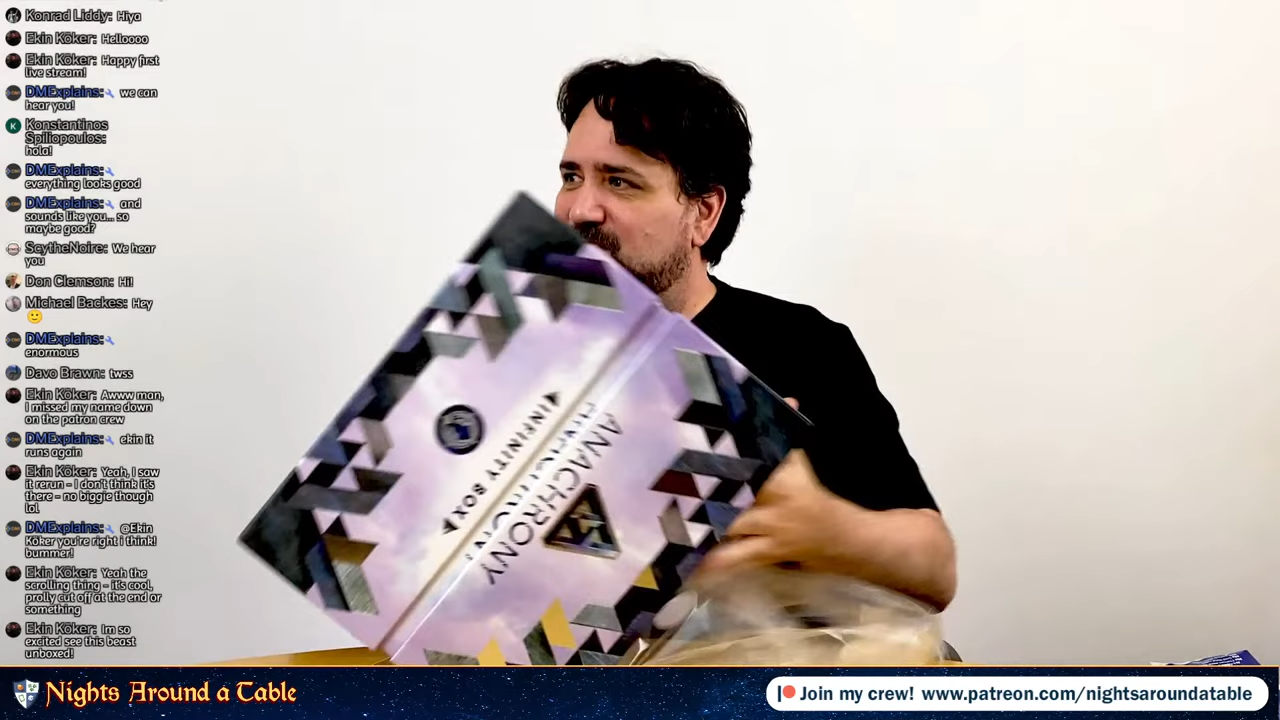 Konrad Liddy: Hiya
Ekin Köker: Helloooo
Ekin Köker: Happy first
live stream!
DMExplains: we can
hear you!
K
Konstantinos
Spiliopoulos:
hola!
DMExplains:
everything looks good
DMExplains: and
sounds like you... so
maybe good?
ScytheNoire: We hear
you
Don Clemson: Hi!
Michael Backes: Hey
🙂
DMExplains:
enormous
Davo Brawn: twss
Ekin Köker: Awww man,
I missed my name down
on the patron crew
DMExplains: ekin it
runs again
Ekin Köker: Yeah, I saw
it rerun - I don't think it's
there - no biggie though
lol
DMExplains: @Ekin
Köker you're right i think!
bummer!
Ekin Köker: Yeah the
scrolling thing - it's cool,
prolly cut off at the end or
something
Ekin Köker: Im so
excited see this beast
unboxed!
INFINITY BOX
ANACHRONY
Nights Around a Table
Join my crew! www.patreon.com/nightsaroundatable